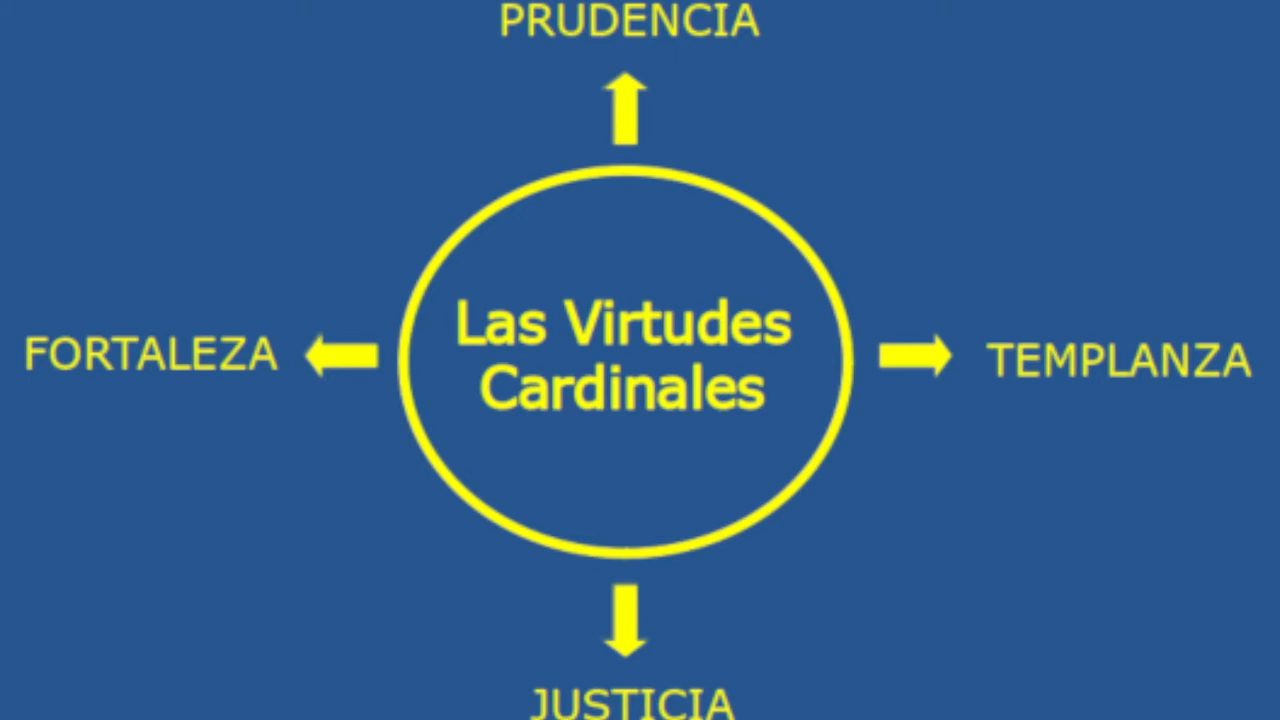 PRUDENCIA
Las Virtudes
Cardinales
FORTALEZA
TEMPLANZA
JUSTICIA